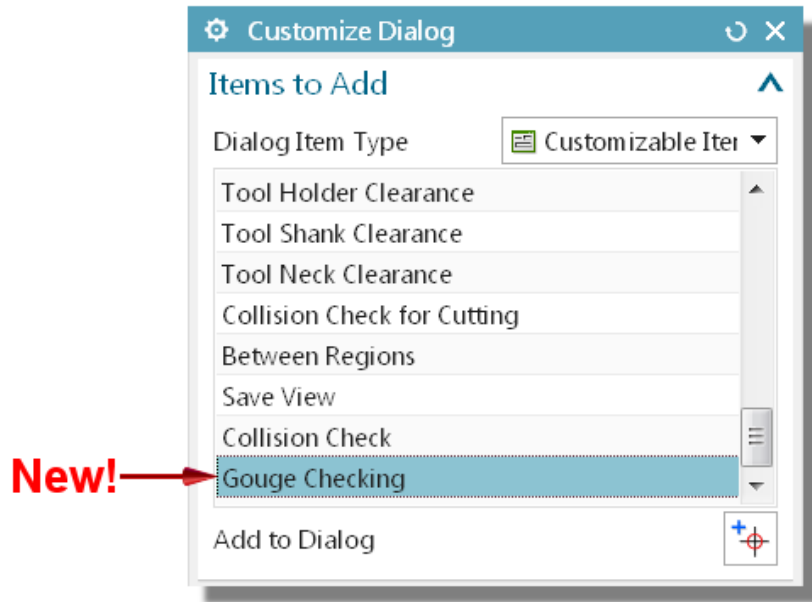 Customize Dialog
Items to Add
Dialog Item Type
Customizable Iter
Tool Holder Clearance
Tool Shank Clearance
Tool Neck Clearance
Collision Check for Cutting
Between Regions
Save View
Collision Check
New!
Gouge Checking
Add to Dialog